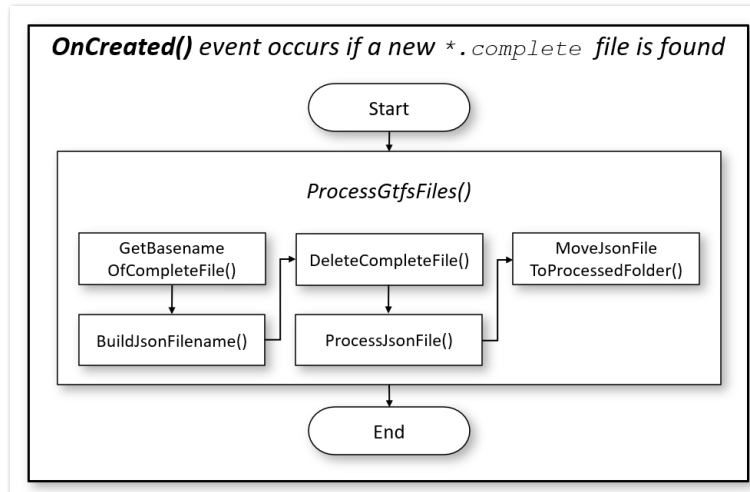 OnCreated() event occurs if a new *.complete file is found
Start
ProcessGtfsFiles()
GetBasename
OfCompleteFile()
BuildJsonFilename()
DeleteCompleteFile()
ProcessJsonFile()
MoveJsonFile
ToProcessedFolder()
End